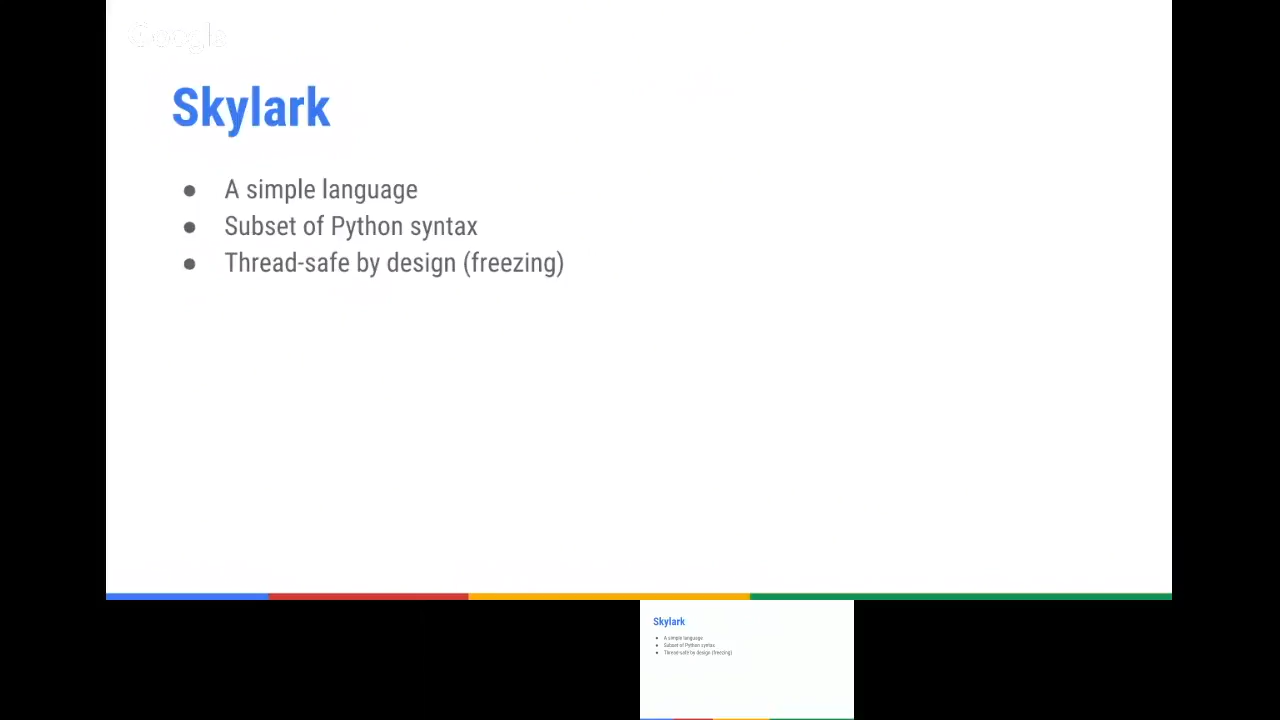 Google
Skylark
● A simple language
● Subset of Python syntax
● Thread-safe by design (freezing)
Skylark
● A simple language
● Subset of Python syntax
● Thread-safe by design (freezing)